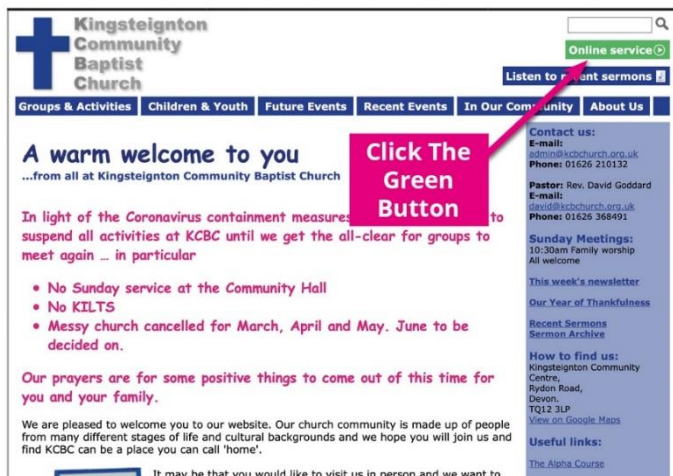 Kingsteignton
Community
Baptist
Church
Online service
Listen to recent sermons
Groups & Activities Children & Youth Future Events Recent Events In Our Community About Us
Click The
Green
Button
A warm welcome to you
...from all at Kingsteignton Community Baptist Church
In light of the Coronavirus containment measures to
suspend all activities at KCBC until we get the all-clear for groups to
meet again ... in particular
• No Sunday service at the Community Hall
• No KILTS
• Messy church cancelled for March, April and May. June to be
decided on.
Our prayers are for some positive things to come out of this time for
you and your family.
We are pleased to welcome you to our website. Our church community is made up of people
from many different stages of life and cultural backgrounds and we hope you will join us and
find KCBC can be a place you can call 'home'.
It may be that you would like to visit us in person and we want to
Contact us:
E-mail:
admin@kcbchurch.org.uk
Phone: 01626 210132
Pastor: Rev. David Goddard
E-mail:
david@kcbchurch.org.uk
Phone: 01626 368491
Sunday Meetings:
10:30am Family worship
All welcome
This week's newsletter
Our Year of Thankfulness
Recent Sermons
Sermon Archive
How to find us:
Kingsteignton Community
Centre,
Rydon Road,
Devon.
TQ12 3LP
View on Google Maps
Useful links:
The Alpha Course